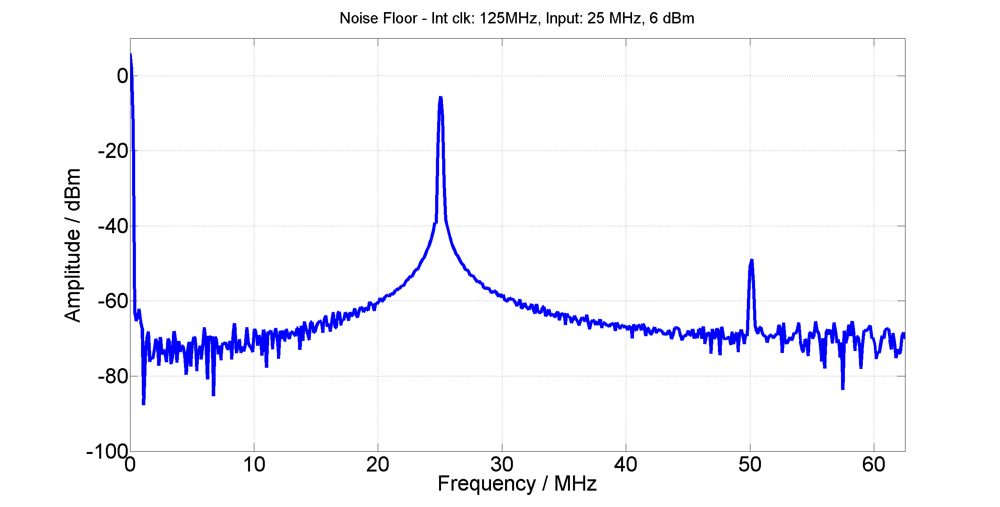 Noise Floor - Int clk: 125MHz, Input: 25 MHz, 6 dBm
Amplitude / dBm
0
-20
-40
-60
-80
-100
0 10 20 30 40 50 60
Frequency / MHz